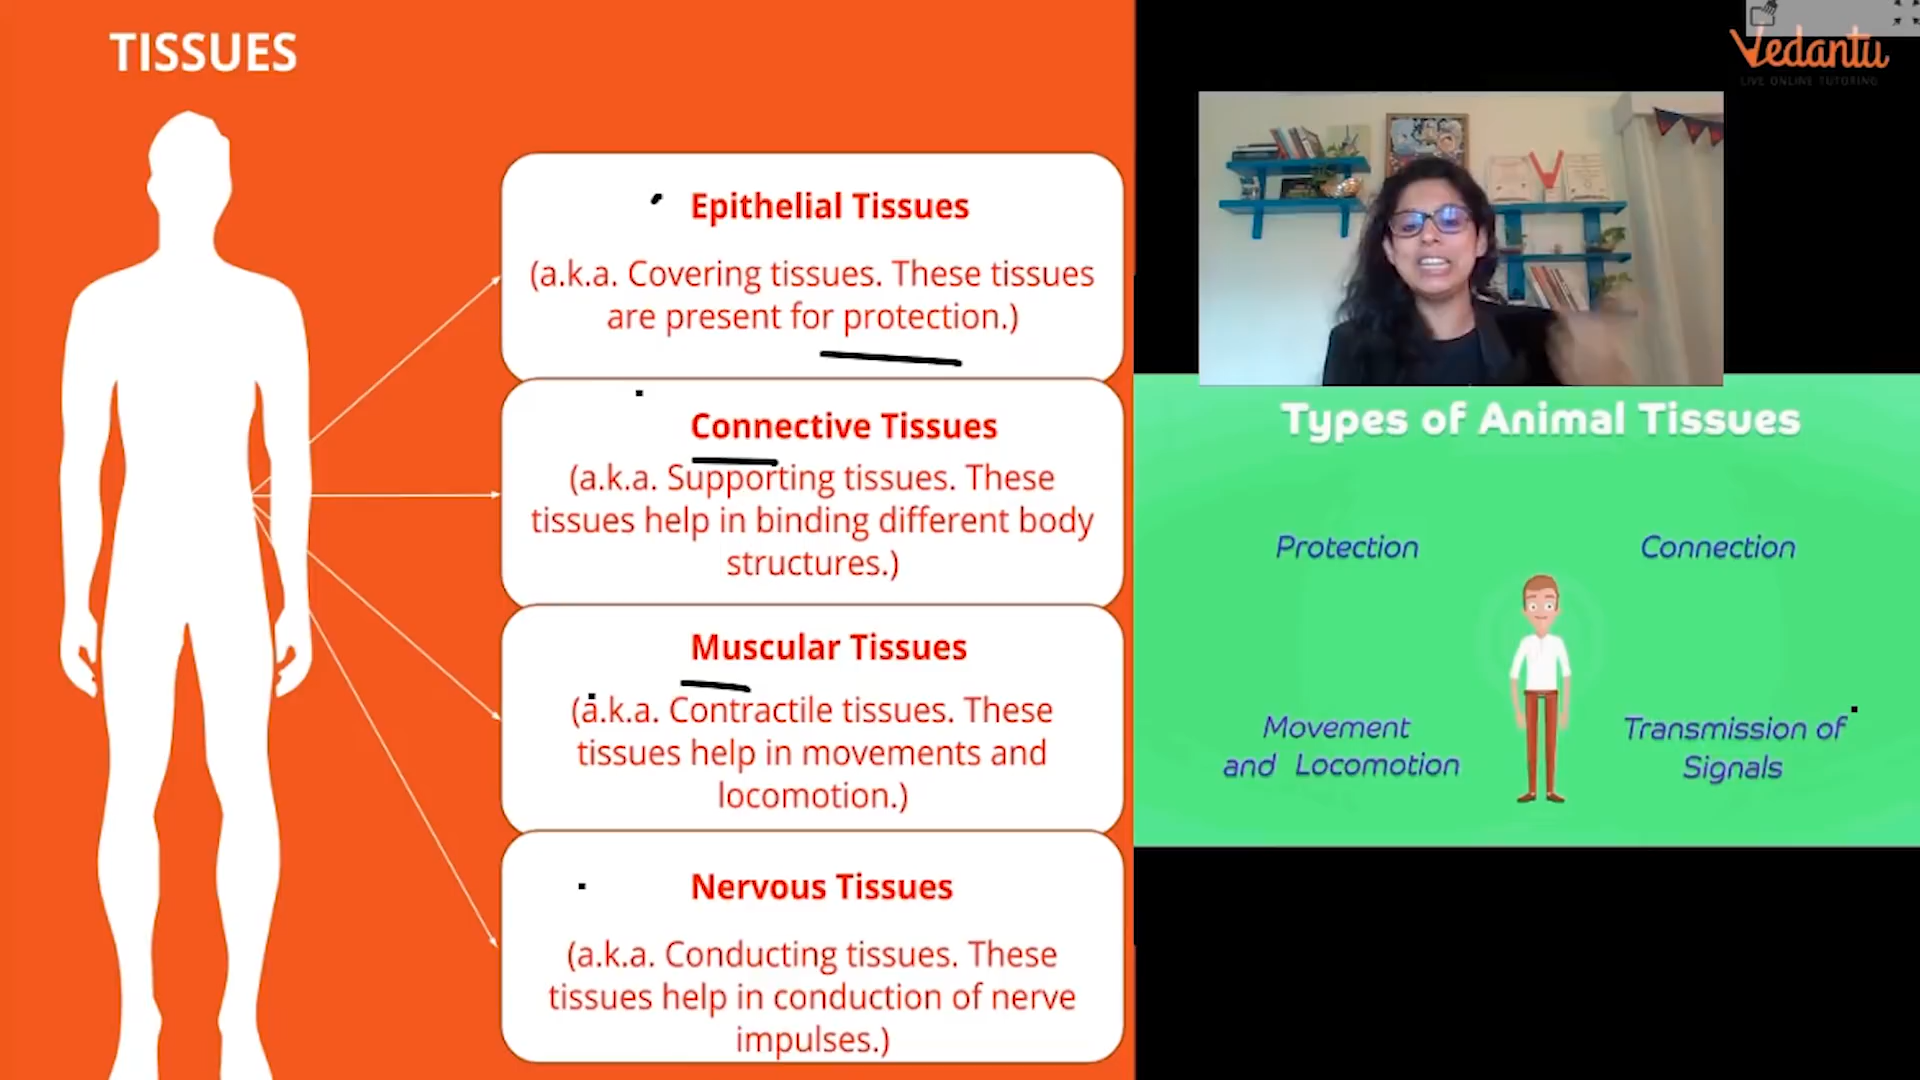 TISSUES
Epithelial Tissues
(a.k.a. Covering tissues. These tissues
are present for protection.)
Connective Tissues
(a.k.a. Supporting tissues. These
tissues help in binding different body
structures.)
Muscular Tissues
(a.k.a. Contractile tissues. These
tissues help in movements and
locomotion.)
Nervous Tissues
(a.k.a. Conducting tissues. These
tissues help in conduction of nerve
impulses.)
Vedantu
LIVE ONLINE TUTORING
Types of Animal Tissues
Protection
Connection
Movement
and Locomotion
Transmission of
Signals